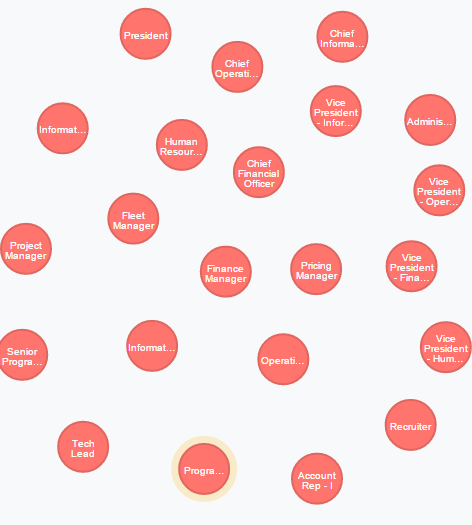 President
Chief
Informa...
Chief
Operati...
Vice
President
- Infor...
Adminis...
Informat...
Human
Resour...
Chief
Financial
Officer
Vice
President
- Oper...
Fleet
Manager
Project
Manager
Finance
Manager
Pricing
Manager
Vice
President
- Fina...
Senior
Progra...
Informat...
Operati...
Vice
President
- Hum...
Recruiter
Tech
Lead
Progra...
Account
Rep - I